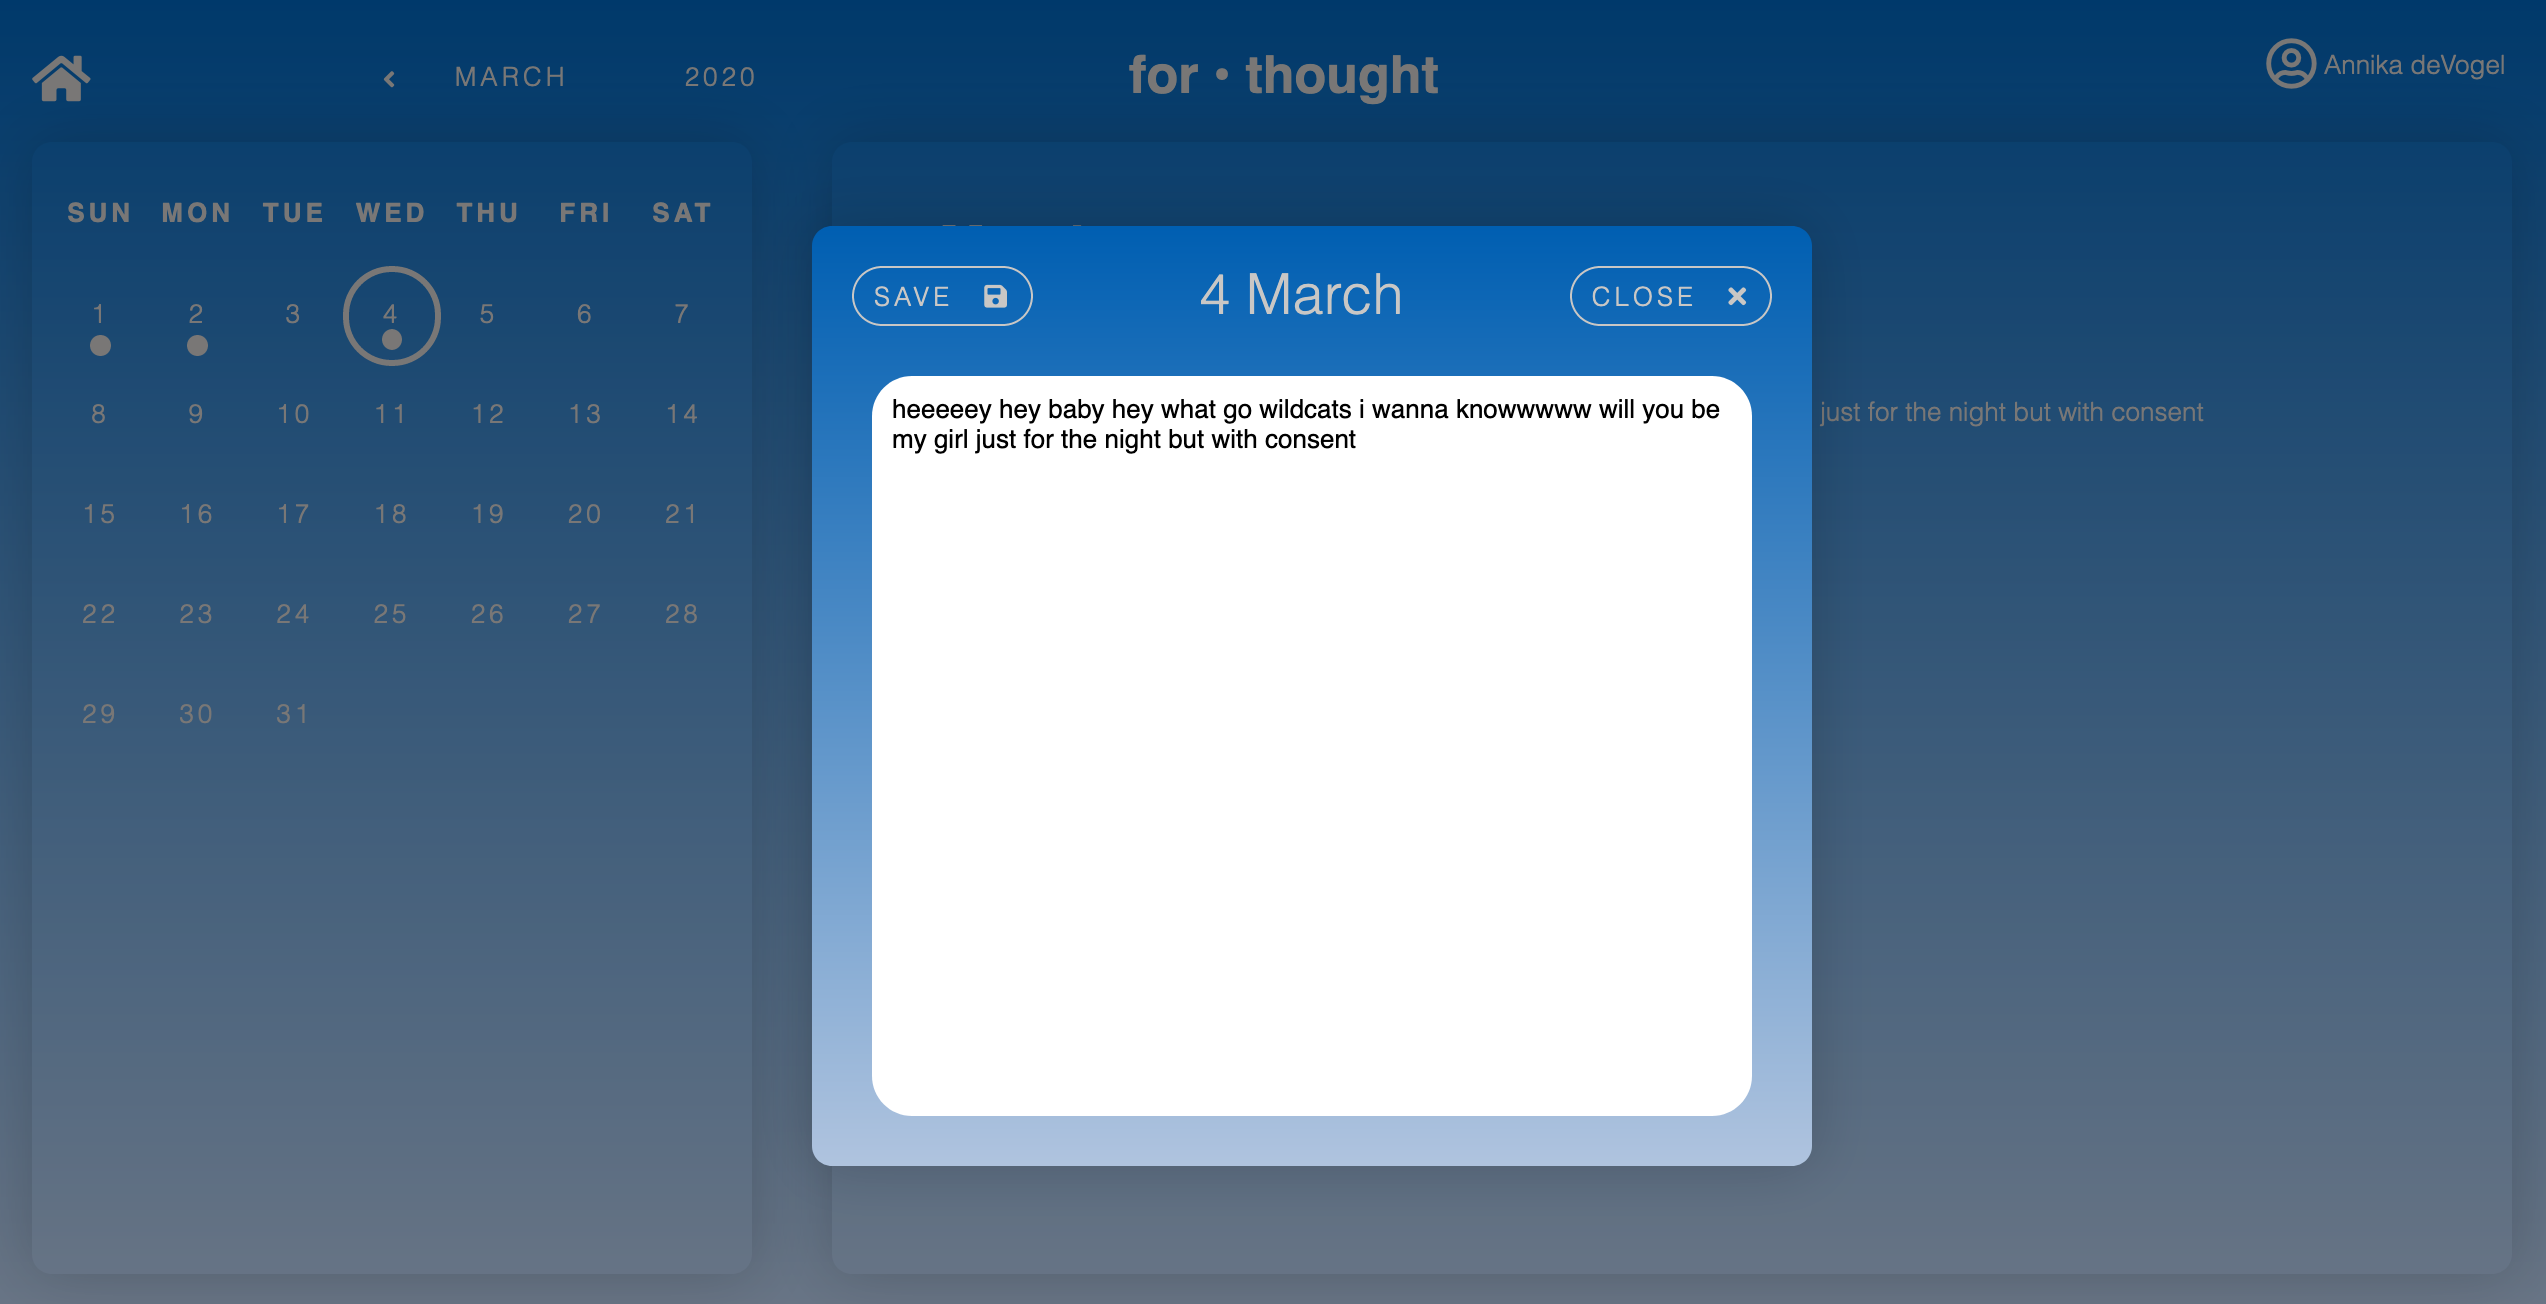 MARCH 2020
for • thought
Annika deVogel
SUN MON TUE WED THU FRI SAT
1 2 3 4 5 6 7
8 9 10 11 12 13 14
15 16 17 18 19 20 21
22 23 24 25 26 27 28
29 30 31
SAVE
4 March
CLOSE
heeeeey hey baby hey what go wildcats i wanna knowwwww will you be
my girl just for the night but with consent
just for the night but with consent